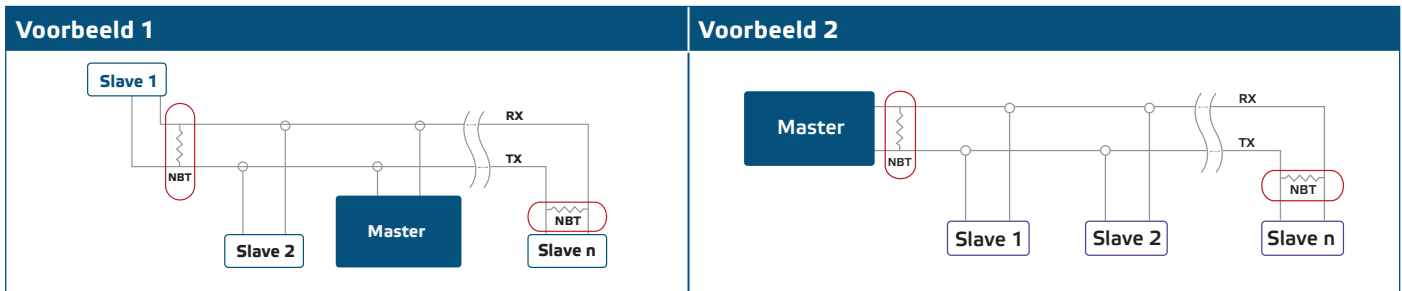 Voorbeeld 1
Slave 1
RX
TX
NBT
NBT
Master
Slave 2
Slave n
Voorbeeld 2
Master
RX
TX
NBT
NBT
Slave 1
Slave 2
Slave n